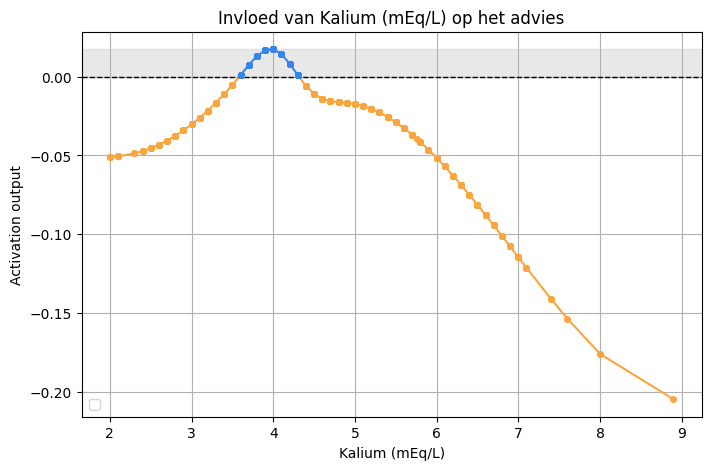 Invloed van Kalium (mEq/L) op het advies
Activation output
0.00
−0.05
−0.10
−0.15
−0.20
2 3 4 5 6 7 8 9
Kalium (mEq/L)